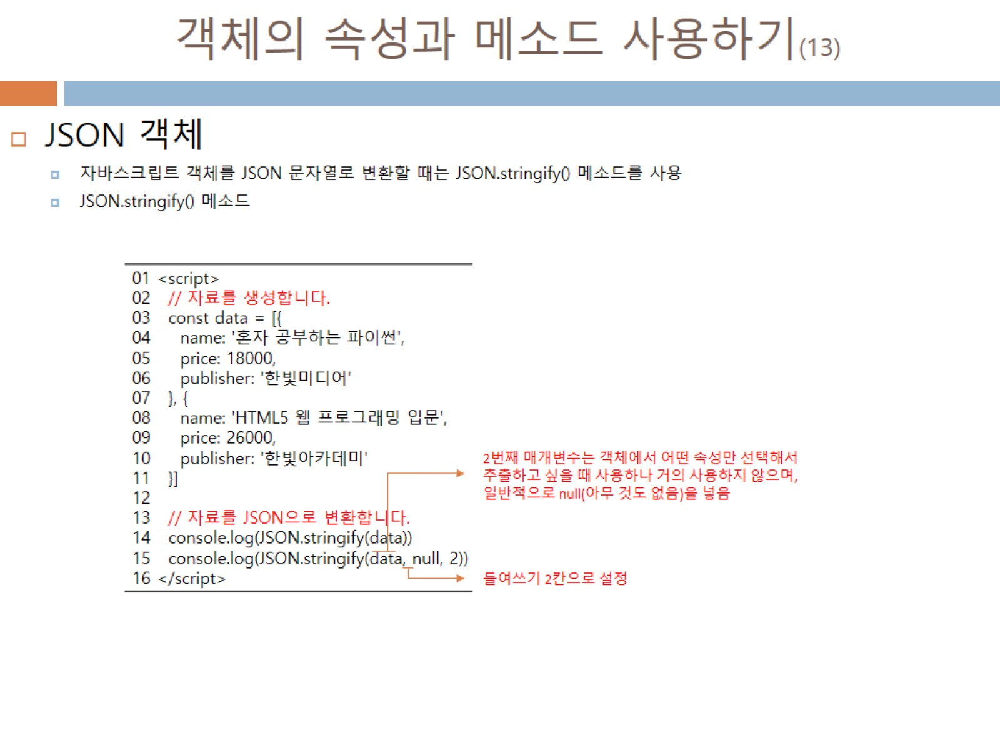 객체의 속성과 메소드 사용하기(13)
JSON 객체
자바스크립트 객체를 JSON 문자열로 변환할 때는 JSON.stringify() 메소드를 사용
JSON.stringify() 메소드
01 <script>
02 // 자료를 생성합니다.
03 const data = [{
04 name: '혼자 공부하는 파이썬',
05 price: 18000,
06 publisher: '한빛미디어'
07 }, {
08 name: 'HTML5 웹 프로그래밍 입문',
09 price: 26000,
10 publisher: '한빛아카데미'
11 }]
12
13 // 자료를 JSON으로 변환합니다.
14 console.log(JSON.stringify(data))
15 console.log(JSON.stringify(data, null, 2))
16 </script>
2번째 매개변수는 객체에서 어떤 속성만 선택해서
추출하고 싶을 때 사용하나 거의 사용하지 않으며,
일반적으로 null(아무 것도 없음)을 넣음
들여쓰기 2칸으로 설정